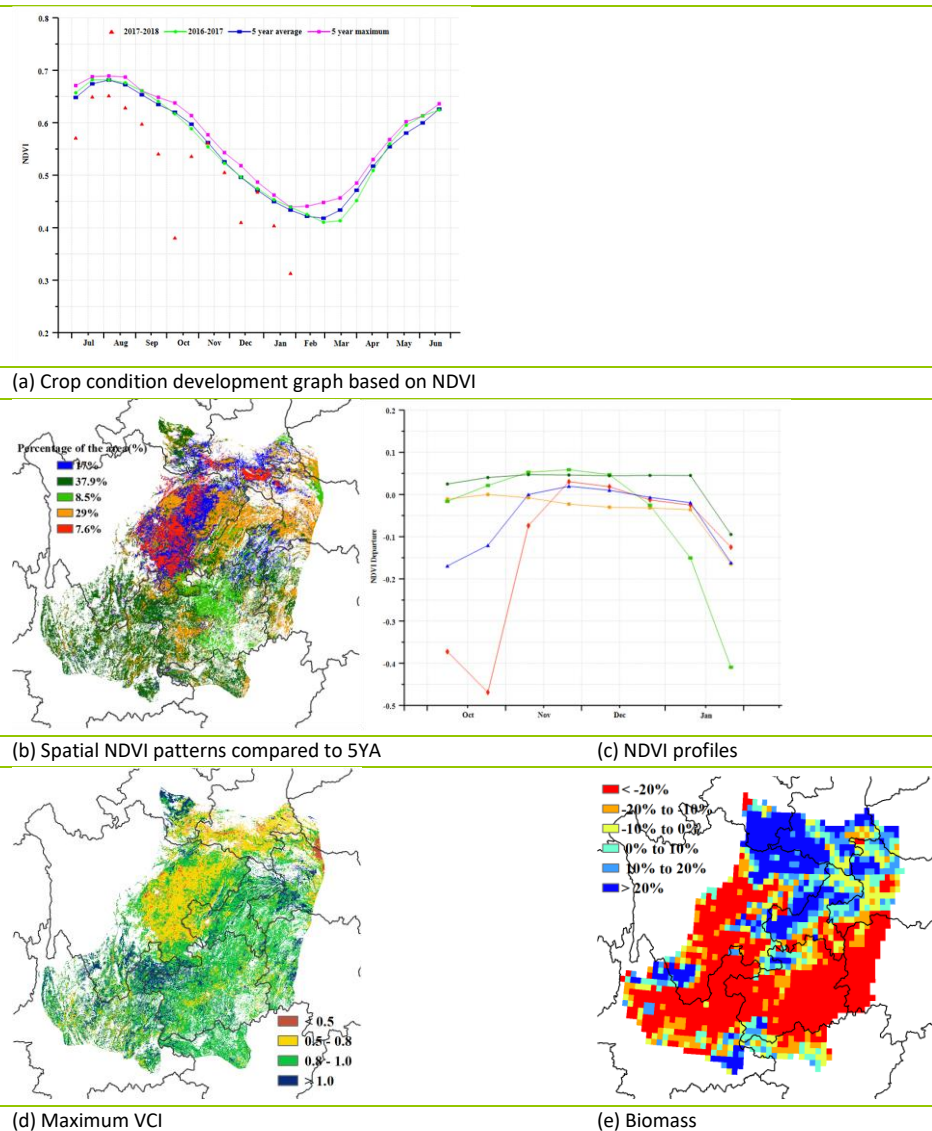 0.8
2017-2018 2016-2017 5 year average 5 year maximum
0.7
0.6
NDVI
0.5
0.4
0.3
0.2
Jul Aug Sep Oct Nov Dec Jan Feb Mar Apr May Jun
(a) Crop condition development graph based on NDVI
Percentage of the area(%)
17%
37.9%
8.5%
29%
7.6%
0.2
0.1
0.0
-0.1
NDVI Departure
-0.2
-0.3
-0.4
-0.5
Oct Nov Dec Jan
(b) Spatial NDVI patterns compared to 5YA (c) NDVI profiles
< 0.5
0.5 - 0.8
0.8 - 1.0
> 1.0
< -20%
-20% to -10%
-10% to 0%
0% to 10%
10% to 20%
> 20%
(d) Maximum VCI (e) Biomass